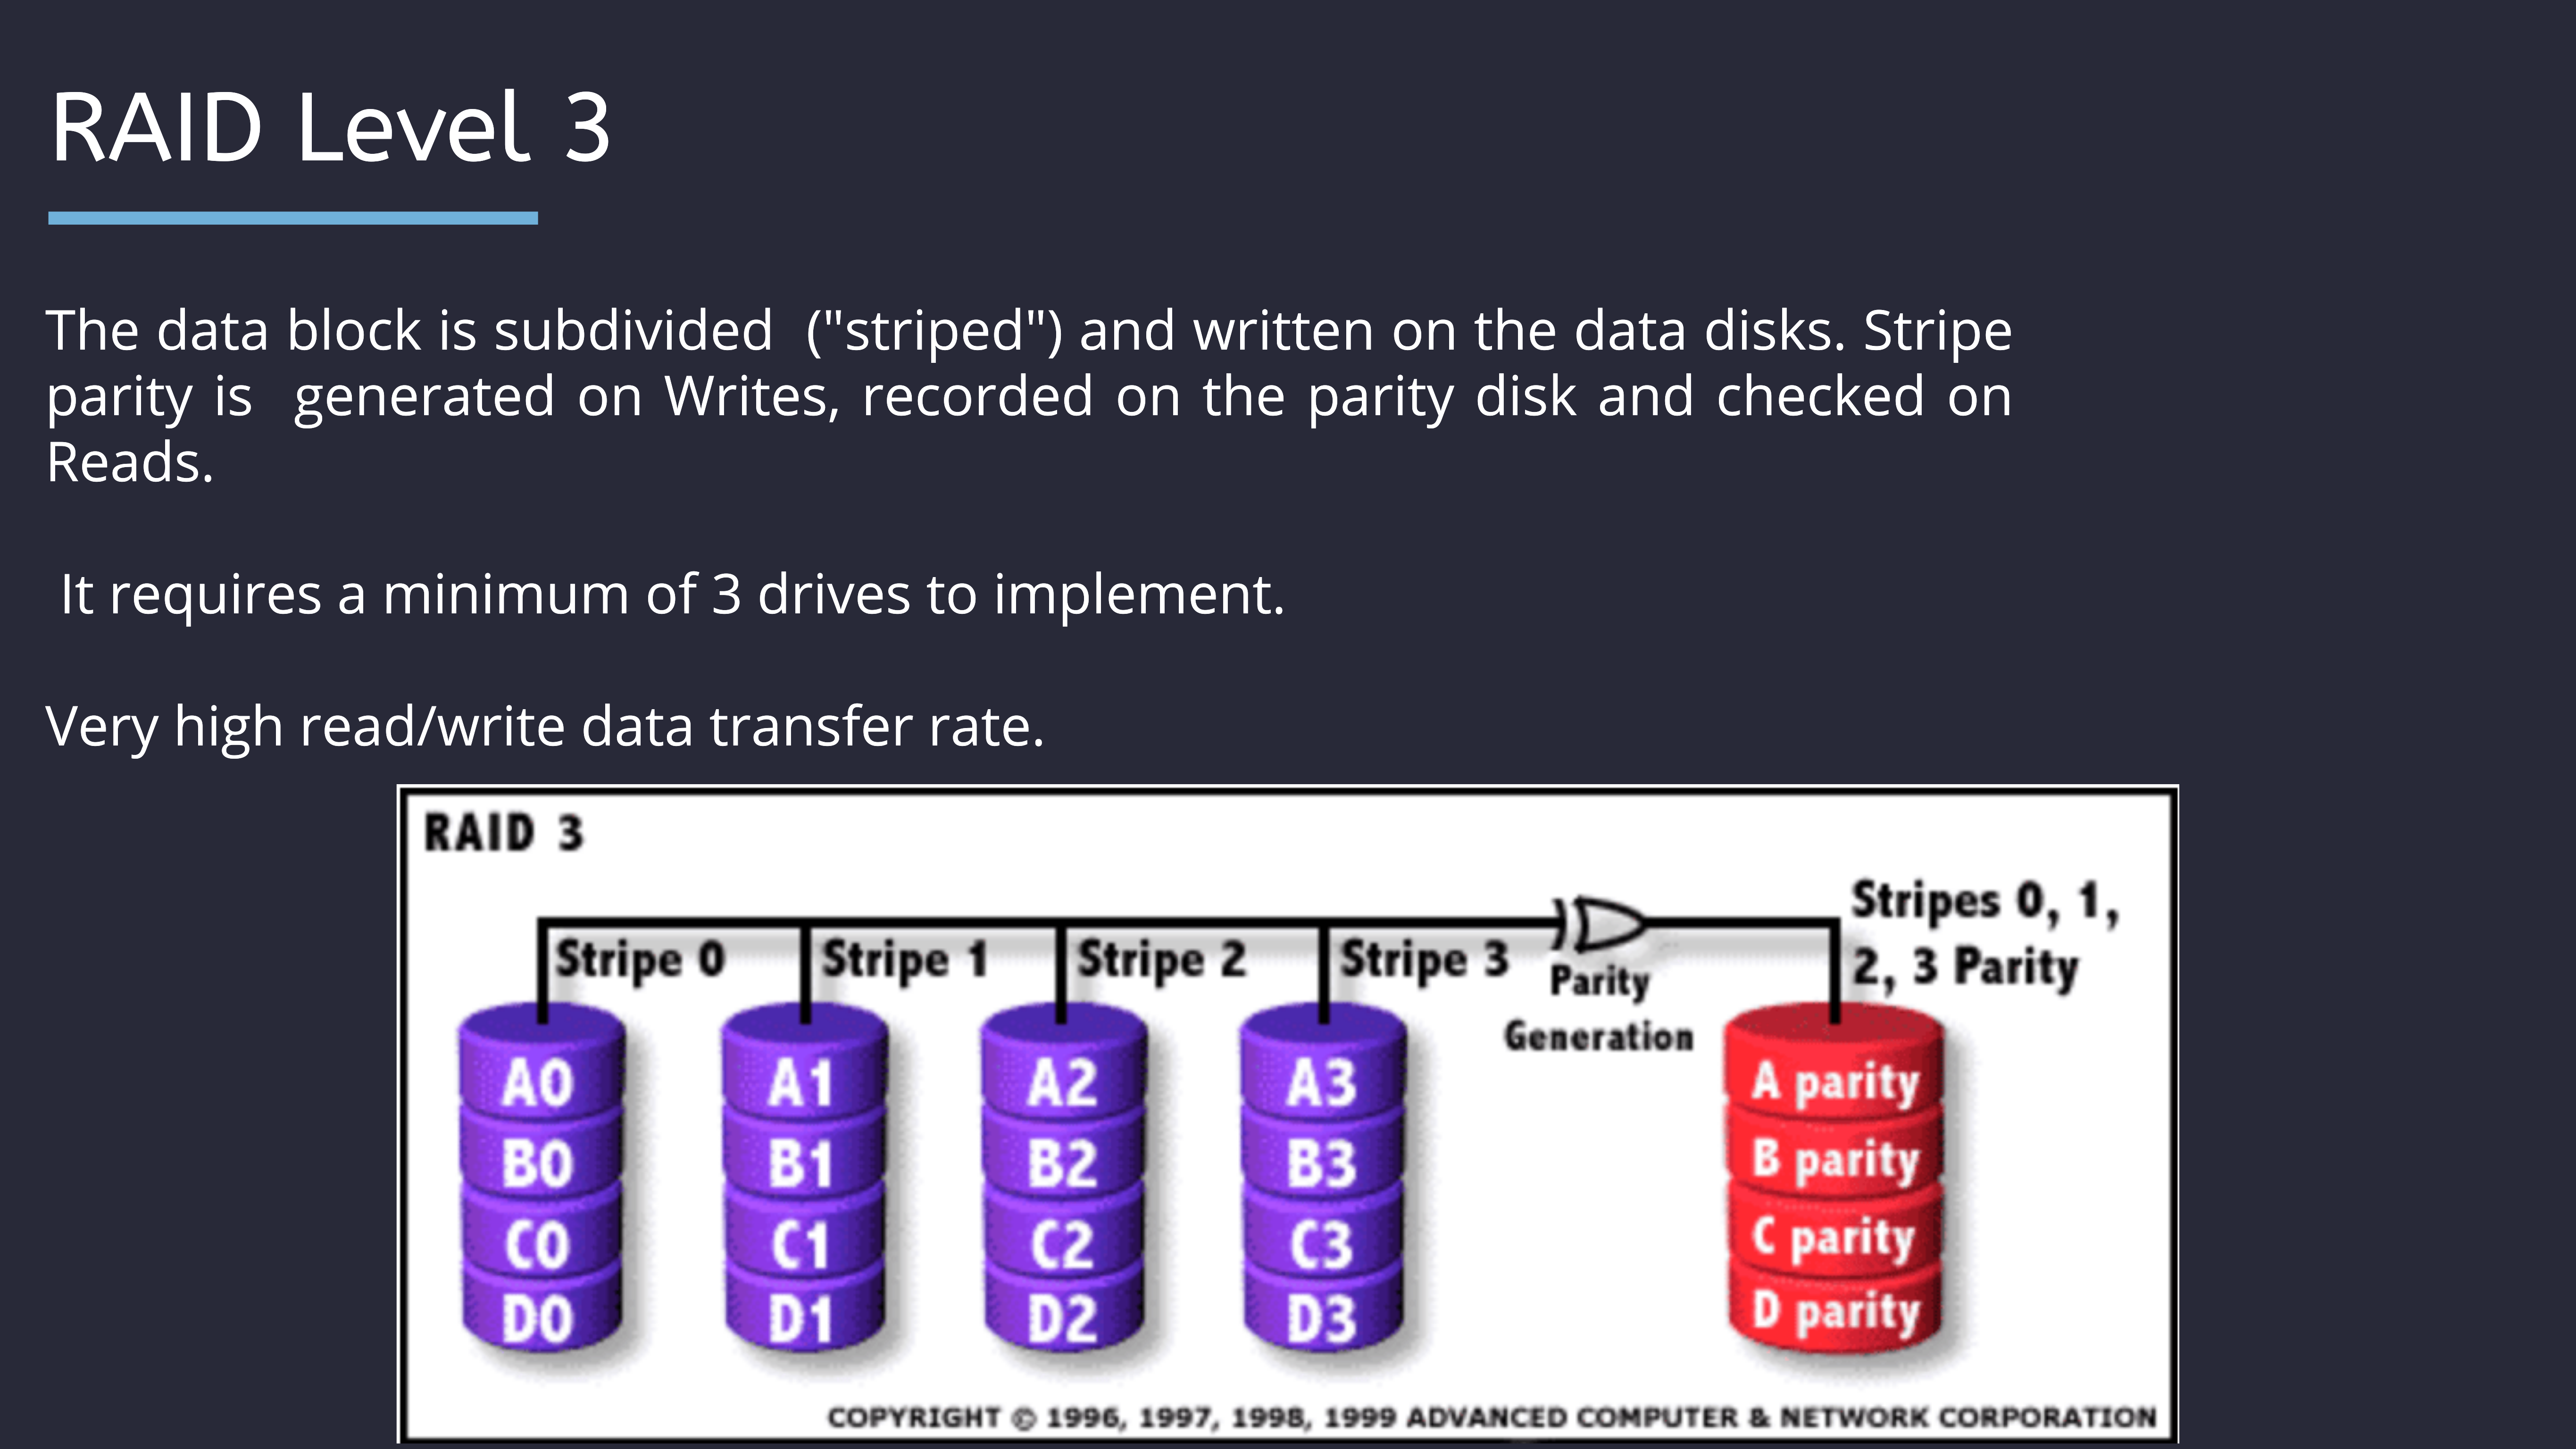 RAID Level 3
The data block is subdivided ("striped") and written on the data disks. Stripe
parity is generated on Writes, recorded on the parity disk and checked on
Reads.
It requires a minimum of 3 drives to implement.
Very high read/write data transfer rate.
RAID 3
Stripes 0, 1,
2, 3 Parity
Stripe 0 Stripe 1 Stripe 2 Stripe 3
Parity
Generation
A0 A1 A2 A3 A parity
B0 B1 B2 B3 B parity
C0 C1 C2 C3 C parity
D0 D1 D2 D3 D parity
COPYRIGHT © 1996, 1997, 1998, 1999 ADVANCED COMPUTER & NETWORK CORPORATION